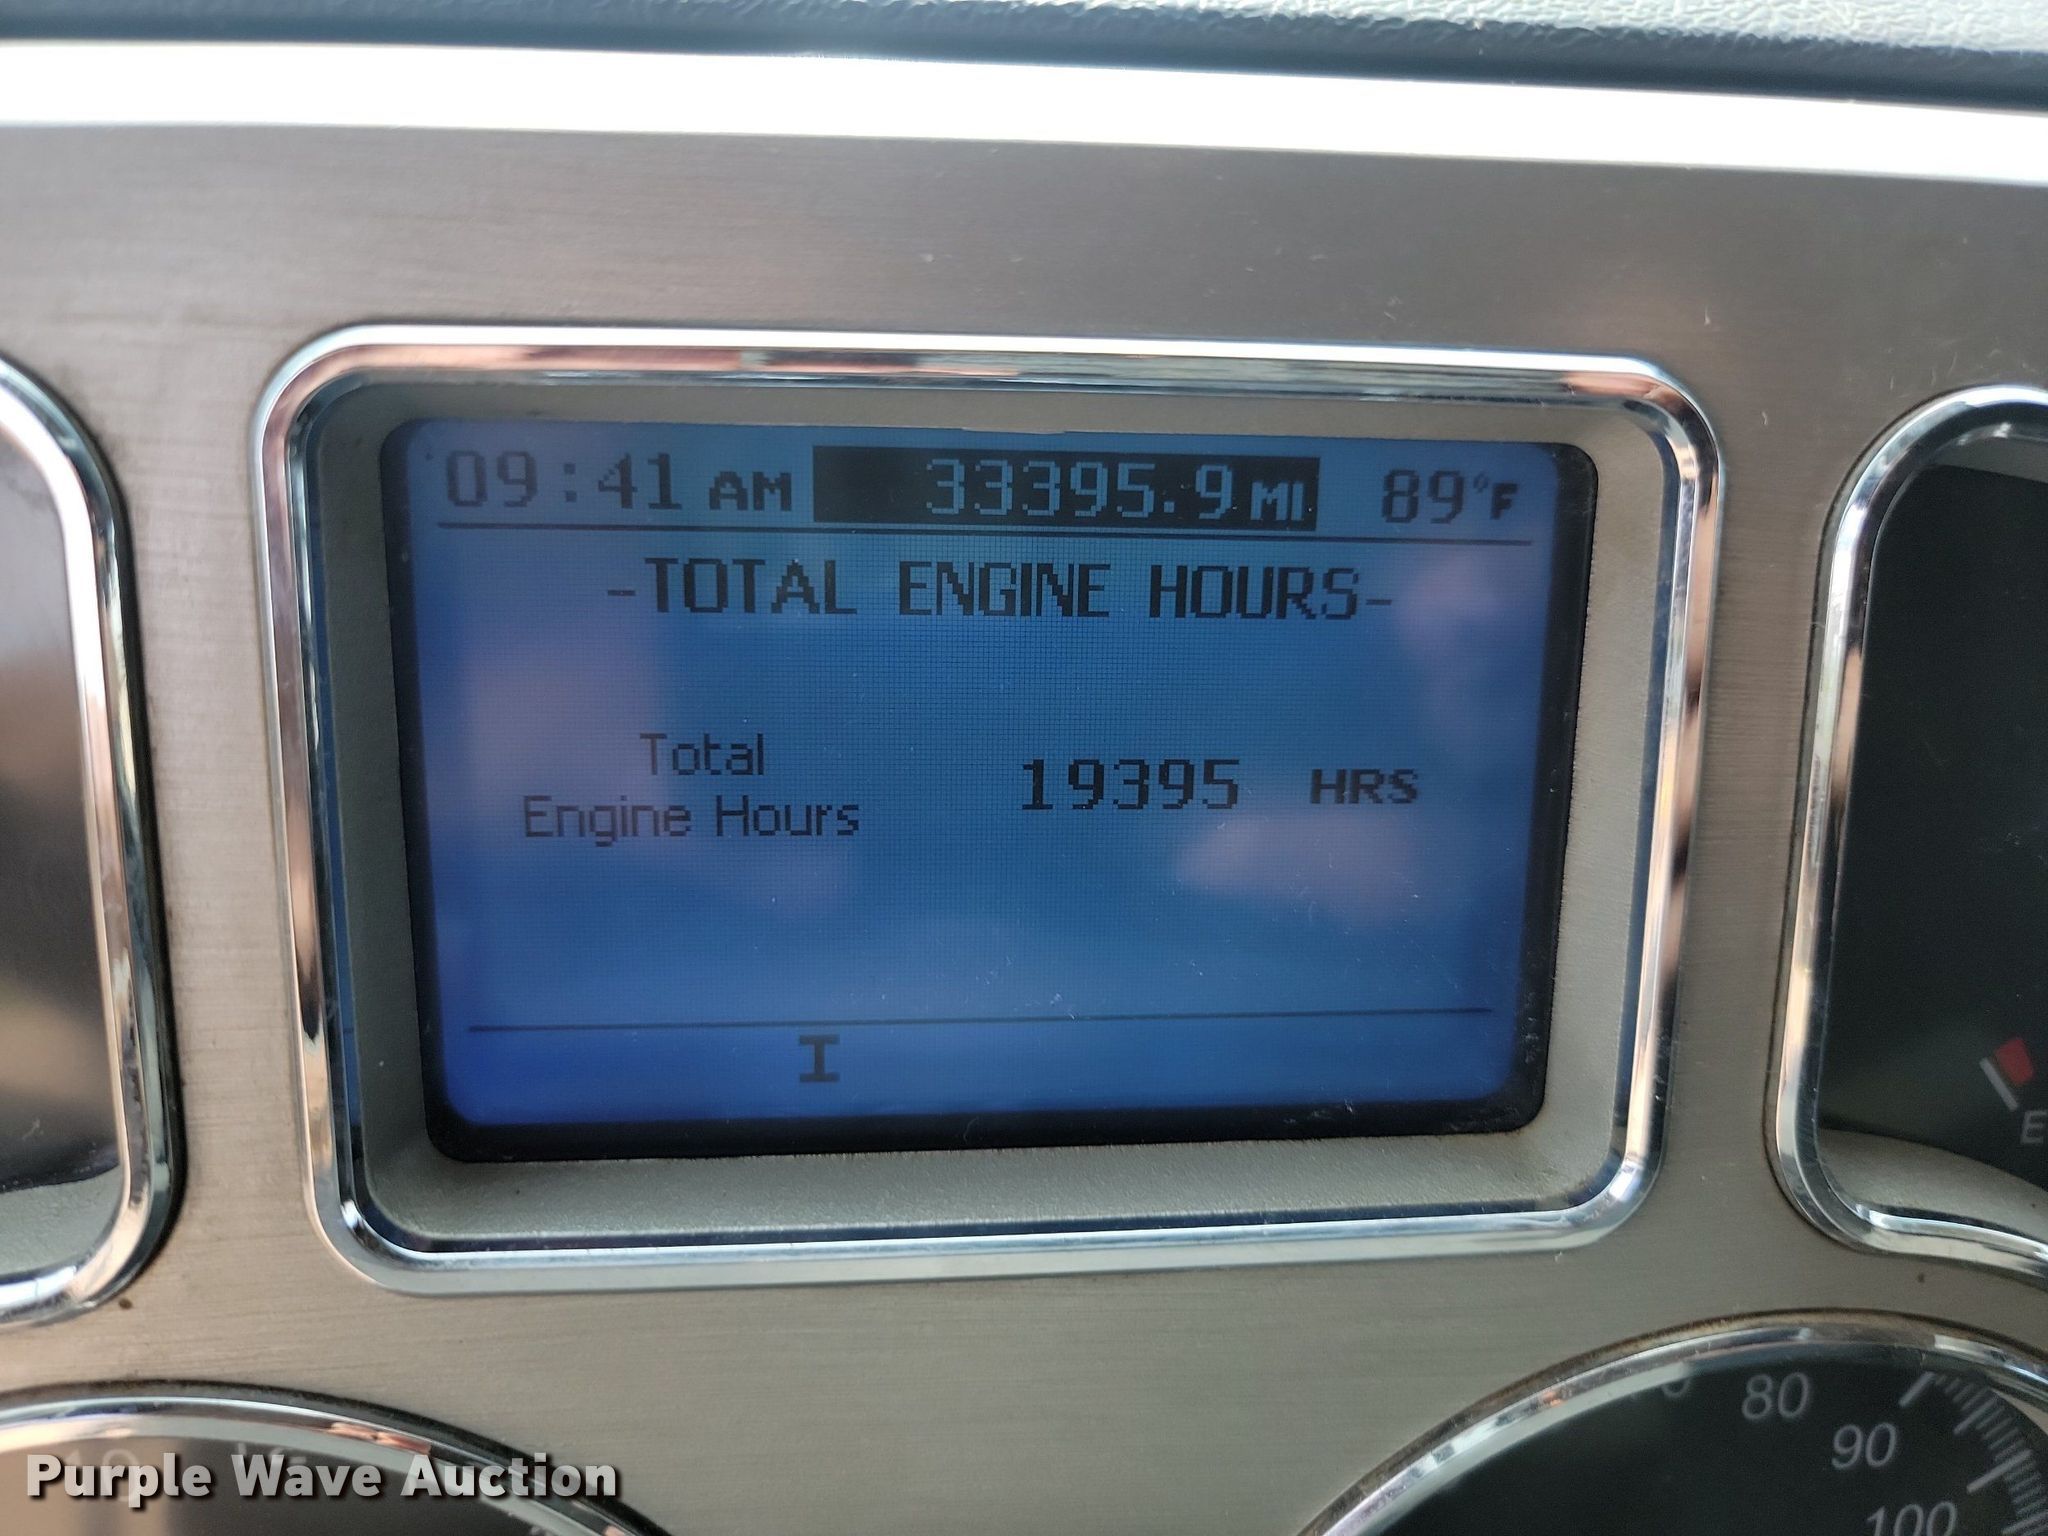 09:41 AM 33395.9 MI 89°F
-TOTAL ENGINE HOURS-
Total
Engine Hours
19395 HRS
I
E
80
90
100
Purple Wave Auction